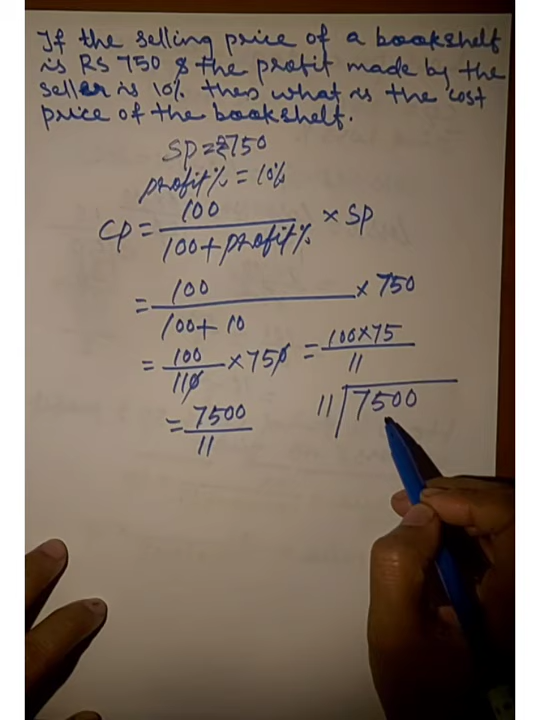 If the selling price of a bookshelf
is RS 750 & the profit made by the
seller is 10% then what is the cost
price of the bookshelf.
SP=₹750
profit% = 10%
CP = 100 / 100 + profit% × SP
= 100 / 100 + 10 × 750
= 100 / 110 × 750 = 100×75 / 11
= 7500 / 11
11 ) 7500